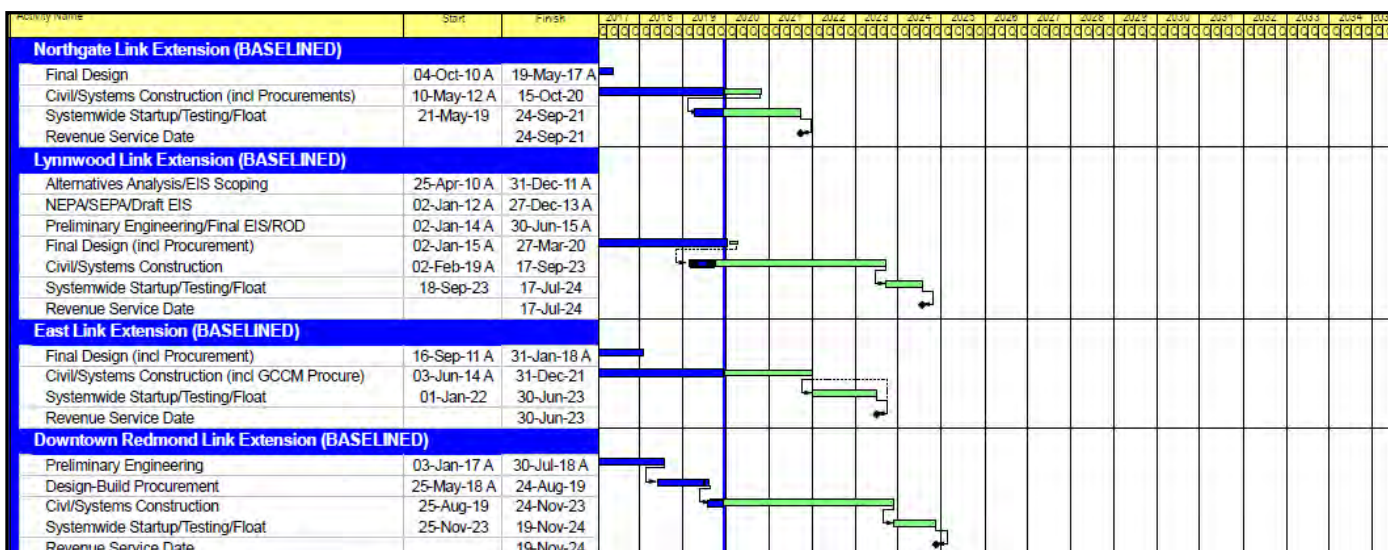 Activity Name Start Finish 2017 2018 2019 2020 2021 2022 2023 2024 2025 2026 2027 2028 2029 2030 2031 2032 2033 2034
Northgate Link Extension (BASELINED)
Final Design 04-Oct-10 A 19-May-17 A
Civil/Systems Construction (incl Procurements) 10-May-12 A 15-Oct-20
Systemwide Startup/Testing/Float 21-May-19 24-Sep-21
Revenue Service Date 24-Sep-21
Lynnwood Link Extension (BASELINED)
Alternatives Analysis/EIS Scoping 25-Apr-10 A 31-Dec-11 A
NEPA/SEPA/Draft EIS 02-Jan-12 A 27-Dec-13 A
Preliminary Engineering/Final EIS/ROD 02-Jan-14 A 30-Jun-15 A
Final Design (incl Procurement) 02-Jan-15 A 27-Mar-20
Civil/Systems Construction 02-Feb-19 A 17-Sep-23
Systemwide Startup/Testing/Float 18-Sep-23 17-Jul-24
Revenue Service Date 17-Jul-24
East Link Extension (BASELINED)
Final Design (incl Procurement) 16-Sep-11 A 31-Jan-18 A
Civil/Systems Construction (incl GCCM Procure) 03-Jun-14 A 31-Dec-21
Systemwide Startup/Testing/Float 01-Jan-22 30-Jun-23
Revenue Service Date 30-Jun-23
Downtown Redmond Link Extension (BASELINED)
Preliminary Engineering 03-Jan-17 A 30-Jul-18 A
Design-Build Procurement 25-May-18 A 24-Aug-19
Civl/Systems Construction 25-Aug-19 24-Nov-23
Systemwide Startup/Testing/Float 25-Nov-23 19-Nov-24
Revenue Service Date 19-Nov-24